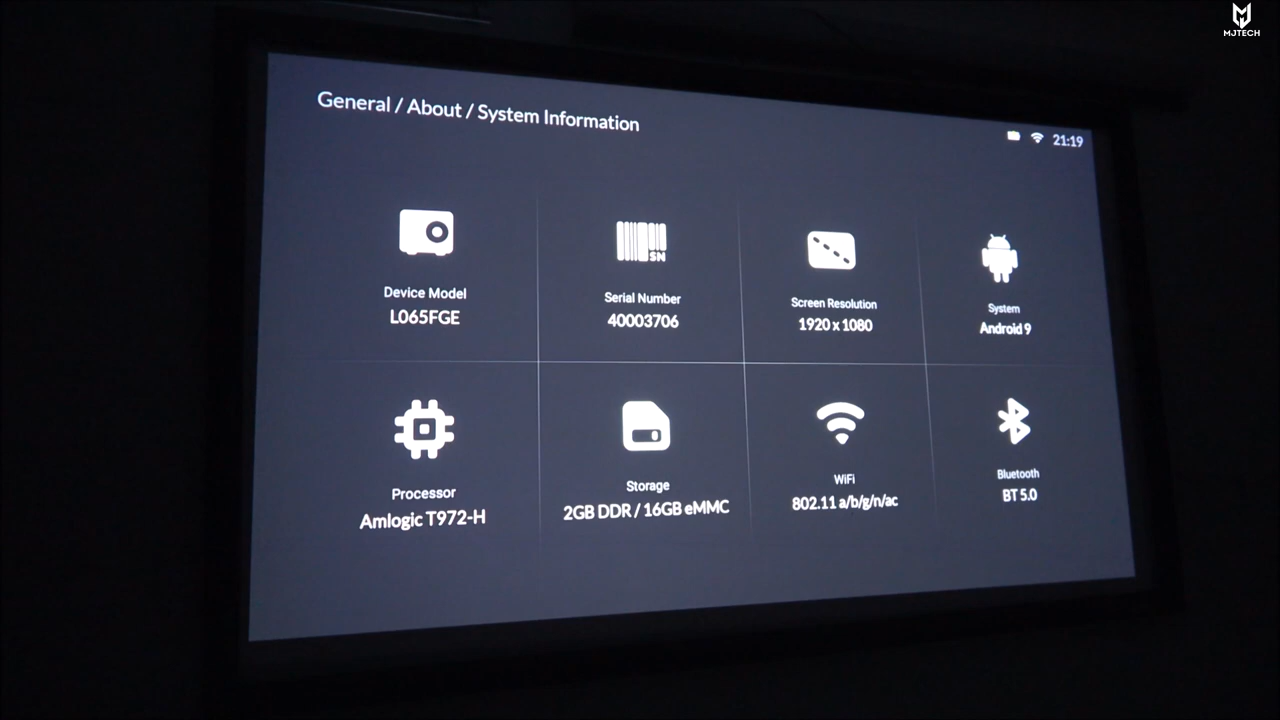 MJTECH
General / About / System Information
21:19
Device Model
L065FGE
SN
Serial Number
40003706
Screen Resolution
1920 x 1080
System
Android 9
Processor
Amlogic T972-H
Storage
2GB DDR / 16GB eMMC
WiFi
802.11 a/b/g/n/ac
Bluetooth
BT 5.0